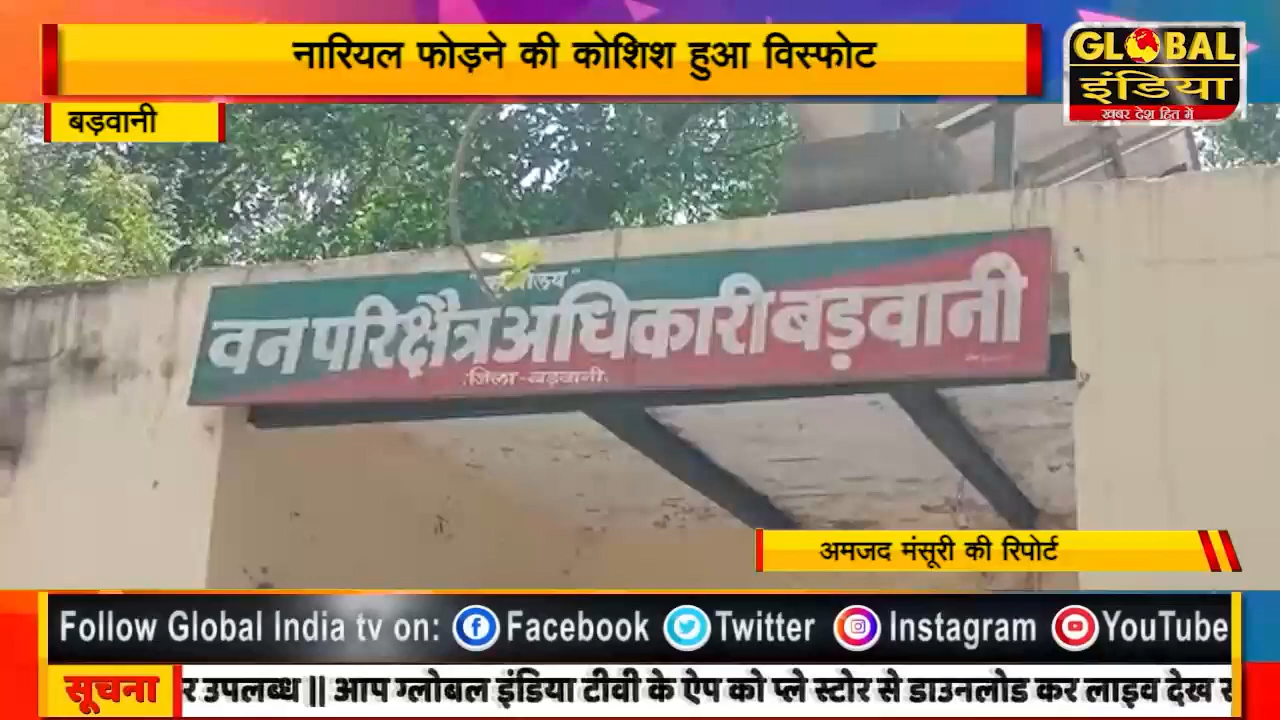 नारियल फोड़ने की कोशिश हुआ विस्फोट
GLOBAL
इंडिया
खबर देश हित में
बड़वानी
वन परिक्षैत्र अधिकारी बड़वानी
जिला-बड़वानी
अमजद मंसूरी की रिपोर्ट
Follow Global India tv on: Facebook Twitter Instagram YouTube
सूचना र उपलब्ध || आप ग्लोबल इंडिया टीवी के ऐप को प्ले स्टोर से डाउनलोड कर लाइव देख